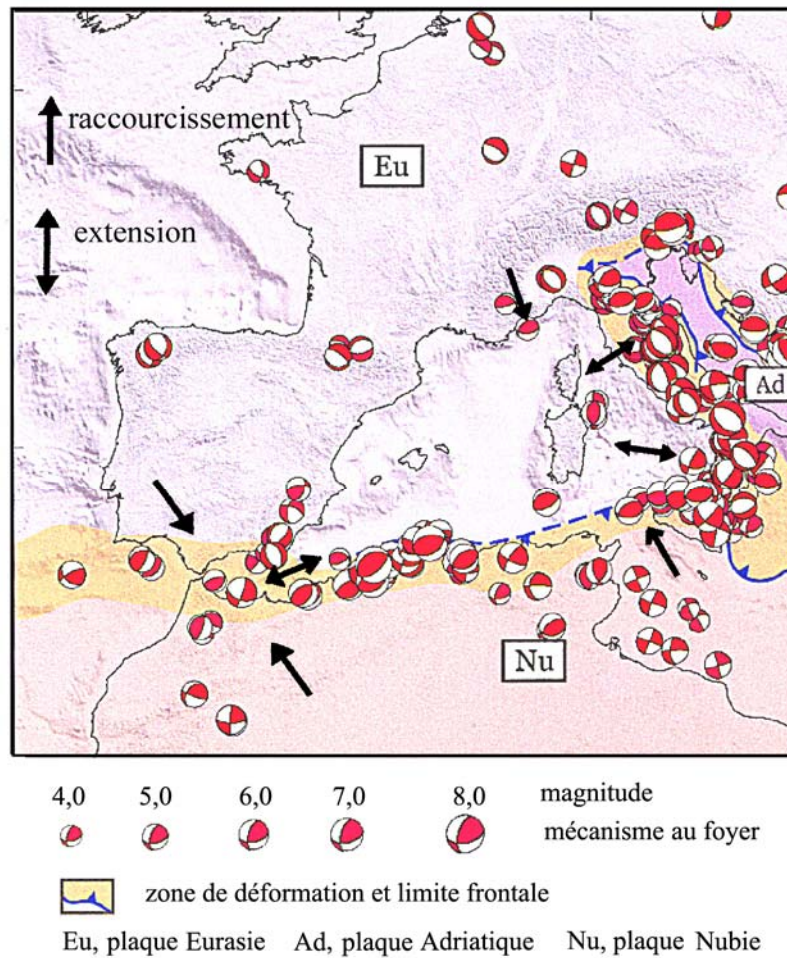 raccourcissement
Eu
extension
Ad
Nu
4,0 5,0 6,0 7,0 8,0 magnitude
mécanisme au foyer
zone de déformation et limite frontale
Eu, plaque Eurasie Ad, plaque Adriatique Nu, plaque Nubie